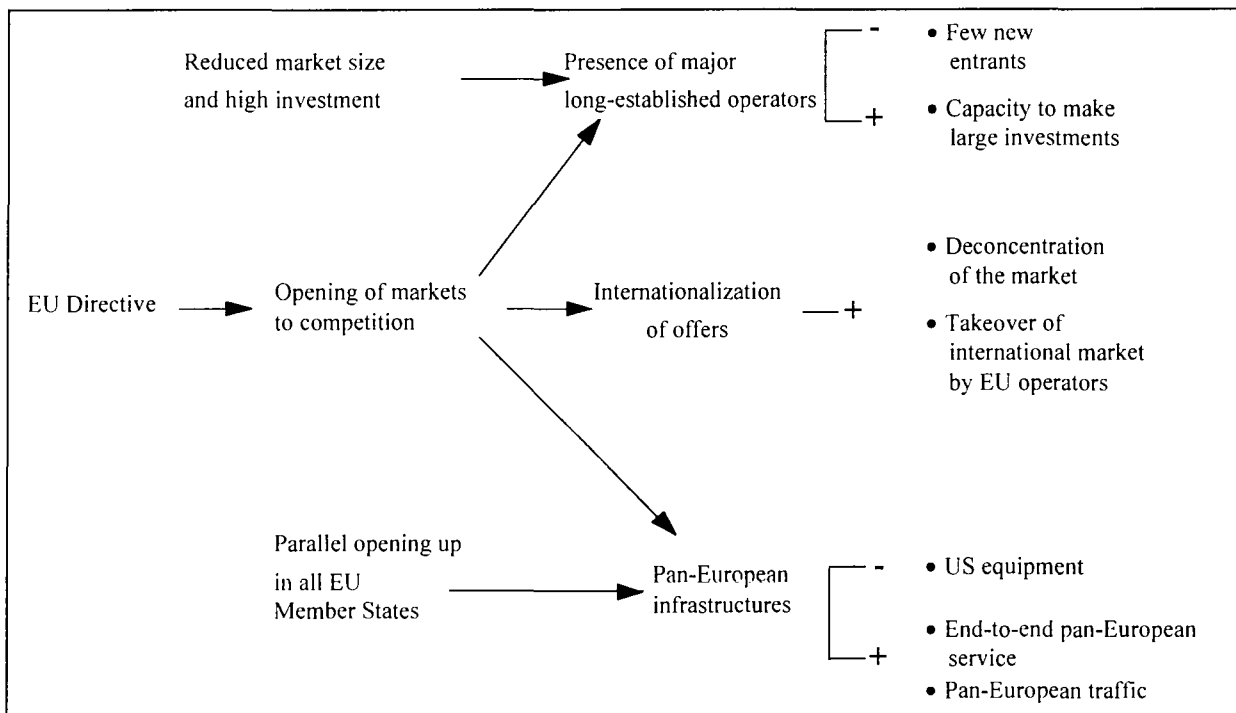 Reduced market size
and high investment
Presence of major
long-established operators
-
• Few new
entrants
+
• Capacity to make
large investments
EU Directive
Opening of markets
to competition
Internationalization
of offers
+
• Deconcentration
of the market
• Takeover of
international market
by EU operators
Parallel opening up
in all EU
Member States
Pan-European
infrastructures
-
• US equipment
+
• End-to-end pan-European
service
• Pan-European traffic